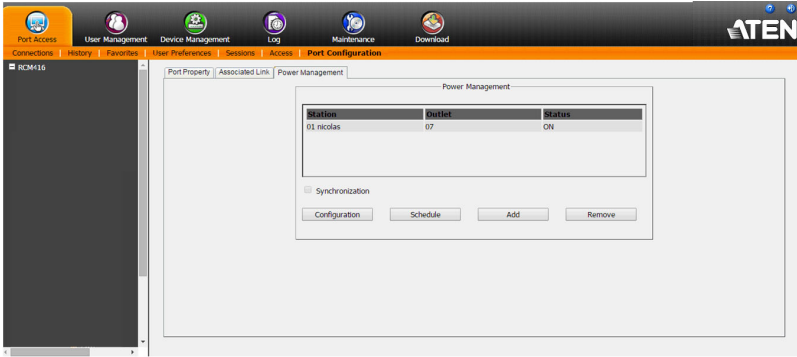 ATEN
Port Access User Management Device Management Log Maintenance Download
Connections History Favorites User Preferences Sessions Access Port Configuration
RCM416
Port Property Associated Link Power Management
Power Management
Station Outlet Status
01 nicolas 07 ON
Synchronization
Configuration Schedule Add Remove